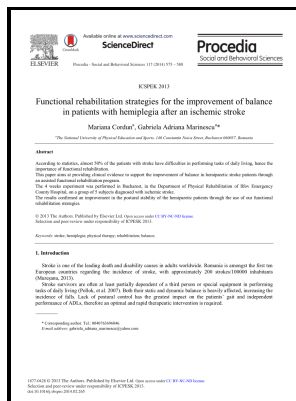 Available online at www.sciencedirect.com
CrossMark
ScienceDirect
ELSEVIER
Procedia - Social and Behavioral Sciences 117 (2014) 575 – 580
Procedia
Social and Behavioral Sciences
ICSPEK 2013
Functional rehabilitation strategies for the improvement of balance
in patients with hemiplegia after an ischemic stroke
Mariana Cordunª, Gabriela Adriana Marinescuª*
ªThe National University of Physical Education and Sports, 140 Constantin Noica Street, Bucharest 060057, Romania
Abstract
According to statistics, almost 50% of the patients with stroke have difficulties in performing tasks of daily living, hence the
importance of functional rehabilitation.
This paper aims at providing clinical evidence to support the improvement of balance in hemiparetic stroke patients through
an assisted functional rehabilitation program.
The 4 weeks experiment was performed in Bucharest, in the Department of Physical Rehabilitation of Ilfov Emergency
County Hospital, on a group of 5 subjects diagnosed with ischemic stroke.
The results confirmed an improvement in the postural stability of the hemiparetic patients through the use of our functional
rehabilitation strategies.
© 2013 The Authors. Published by Elsevier Ltd. Open access under CC BY-NC-ND license.
Selection and peer-review under responsibility of ICPESK 2013.
Keywords: stroke; hemiplegia; physical therapy; rehabilitation; balance;
1. Introduction
Stroke is one of the leading death and disability causes in adults worldwide. Romania is amongst the first ten
European countries regarding the incidence of stroke, with approximately 200 strokes/100000 inhabitants
(Mureşanu, 2013).
Stroke survivors are often at least partially dependent of a third person or special equipment in performing
tasks of daily living (Pollok, et al. 2007). Both their static and dynamic balance is heavily affected, increasing the
incidence of falls. Lack of postural control has the greatest impact on the patients' gait and independent
performance of ADLs, therefore an optimal and rapid therapeutic intervention is required.
* Corresponding author. Tel.:
E-mail address: gabriela_adriana_marinescu@yahoo.com
1877-0428 © 2013 The Authors. Published by Elsevier Ltd. Open access under CC BY-NC-ND license.
Selection and peer-review under responsibility of ICPESK 2013.
doi:10.1016/j.sbspro.2014.02.265